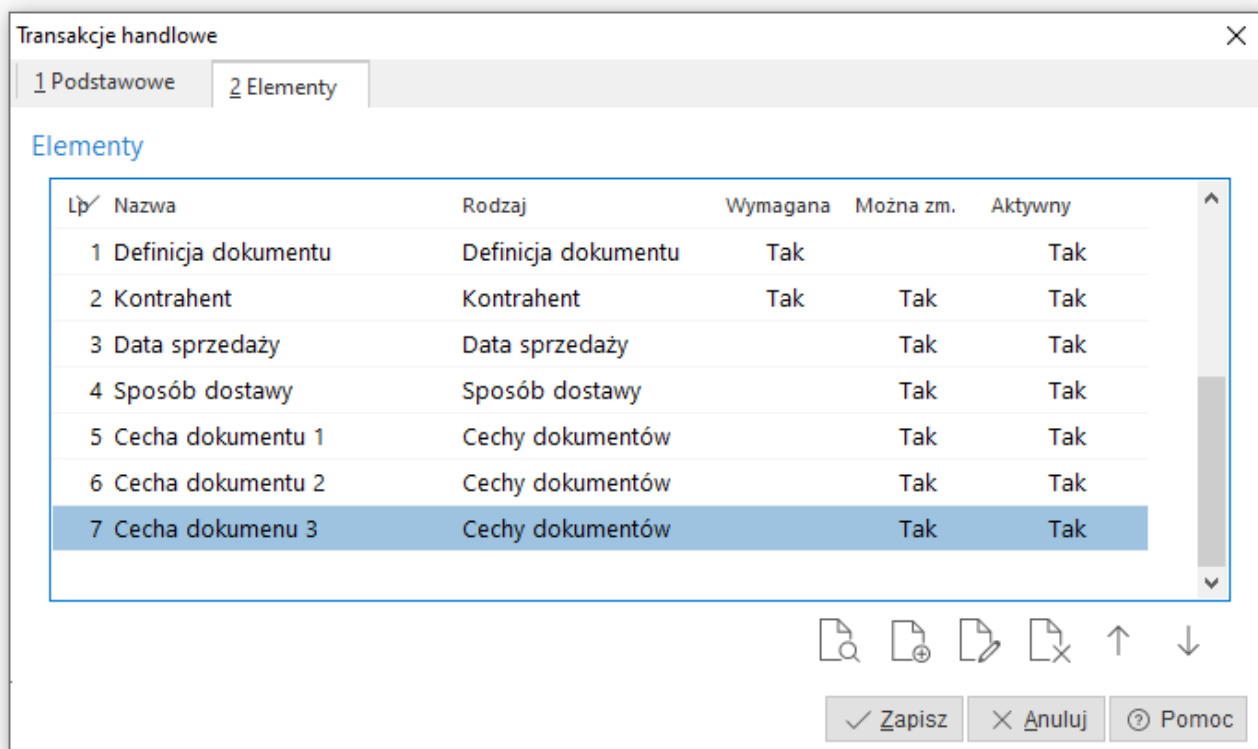 Transakcje handlowe
1 Podstawowe 2 Elementy
Elementy
Lp Nazwa Rodzaj Wymagana Można zm. Aktywny
1 Definicja dokumentu Definicja dokumentu Tak Tak
2 Kontrahent Kontrahent Tak Tak Tak
3 Data sprzedaży Data sprzedaży Tak Tak
4 Sposób dostawy Sposób dostawy Tak Tak
5 Cecha dokumentu 1 Cechy dokumentów Tak Tak
6 Cecha dokumentu 2 Cechy dokumentów Tak Tak
7 Cecha dokumenu 3 Cechy dokumentów Tak Tak
Zapisz Anuluj Pomoc